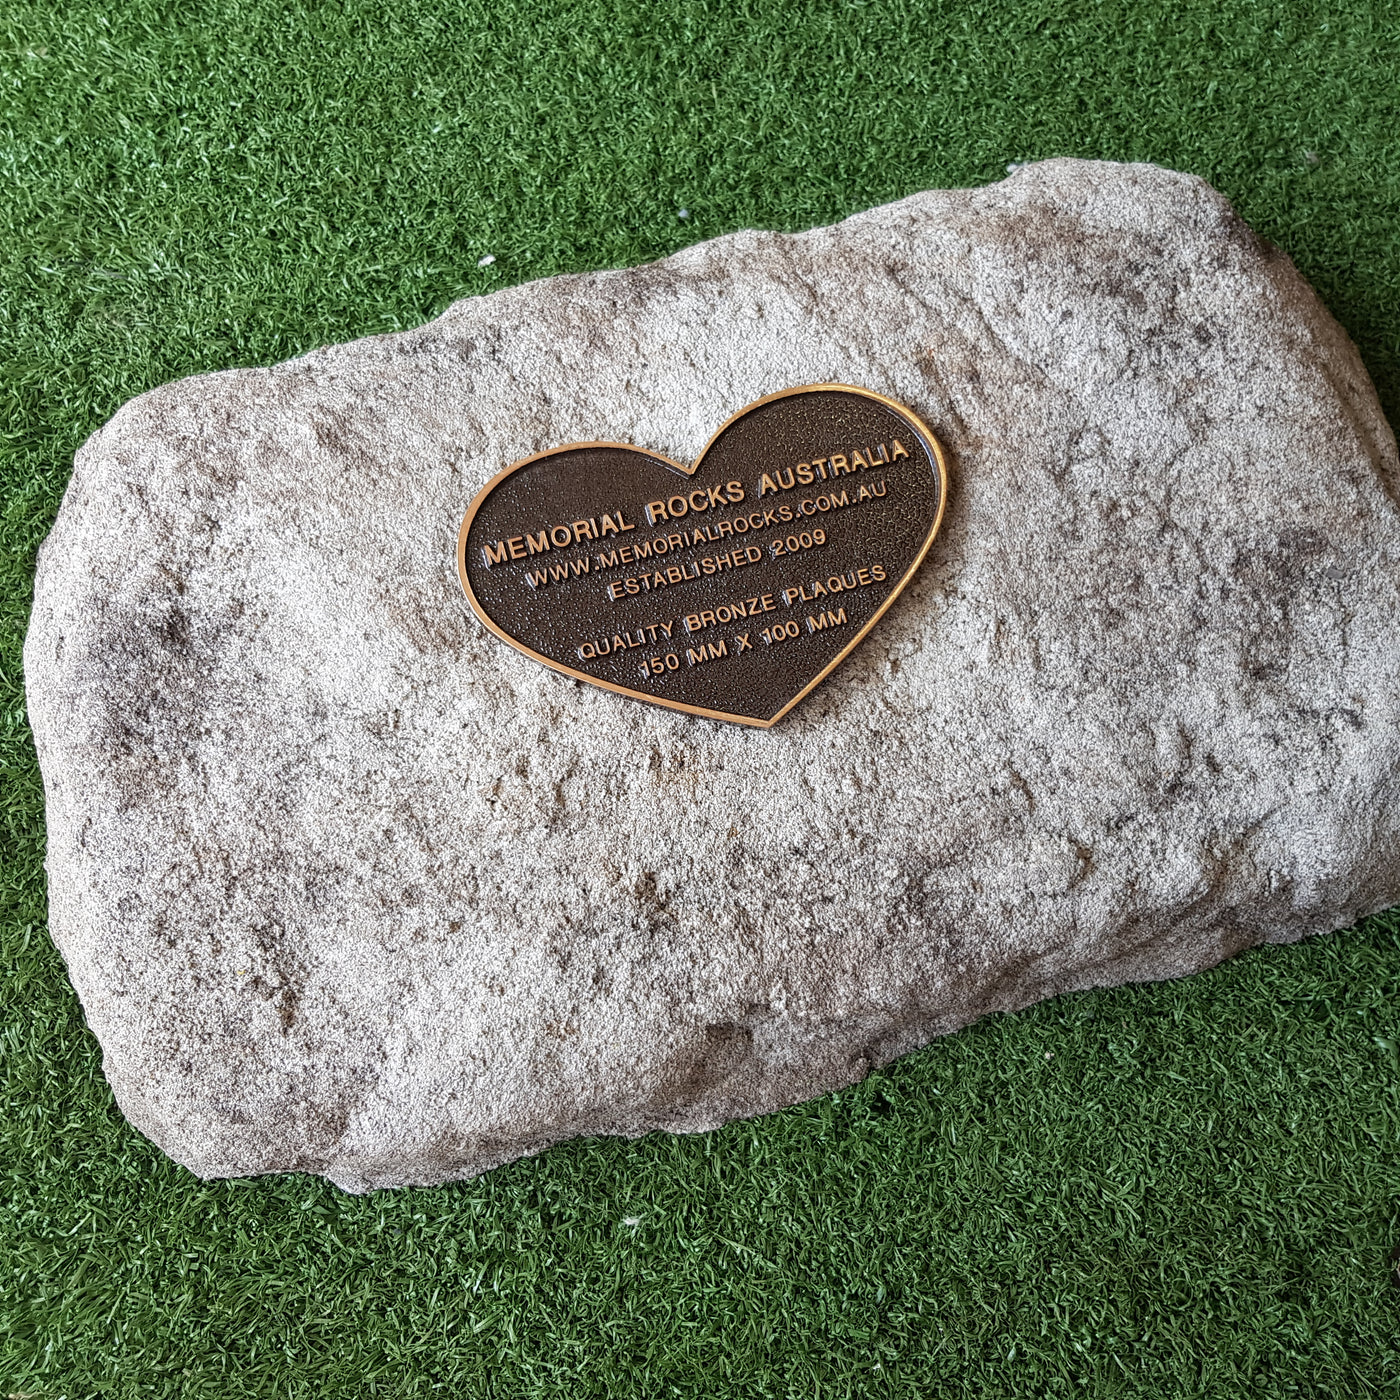 MEMORIAL ROCKS AUSTRALIA
WWW.MEMORIALROCKS.COM.AU
ESTABLISHED 2009
QUALITY BRONZE PLAQUES
150 MM X 100 MM